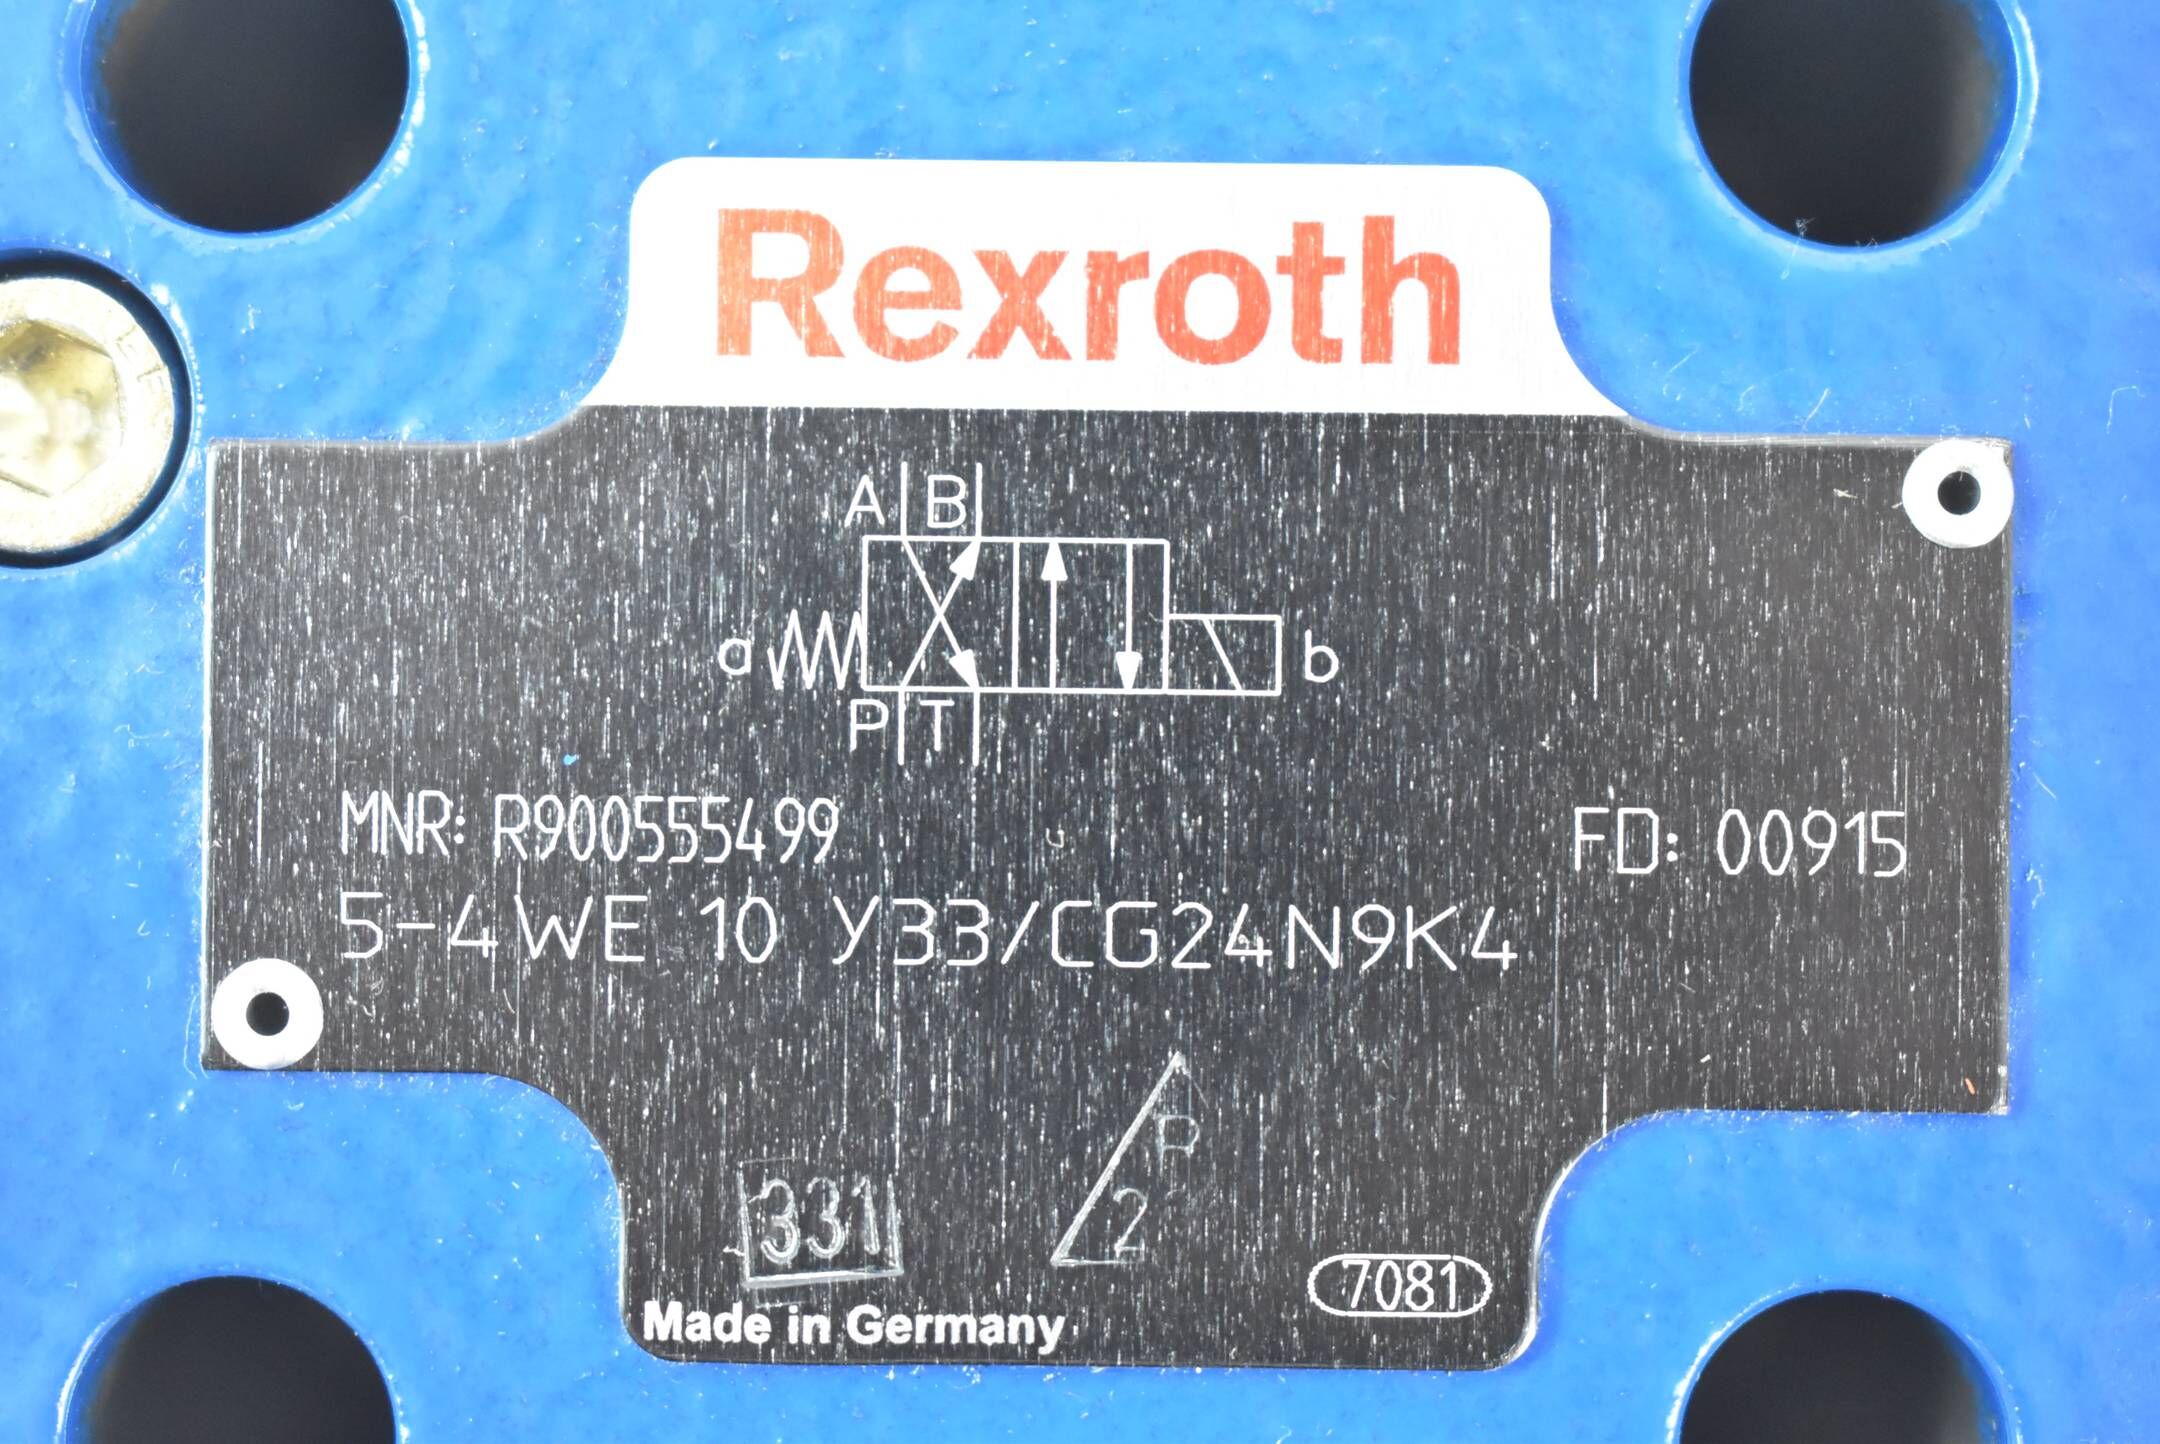 Rexroth
A B
a b
P T
MNR: R900555499 FD: 00915
5-4WE 10 Y33/CG24N9K4
P
331 2
7081
Made in Germany